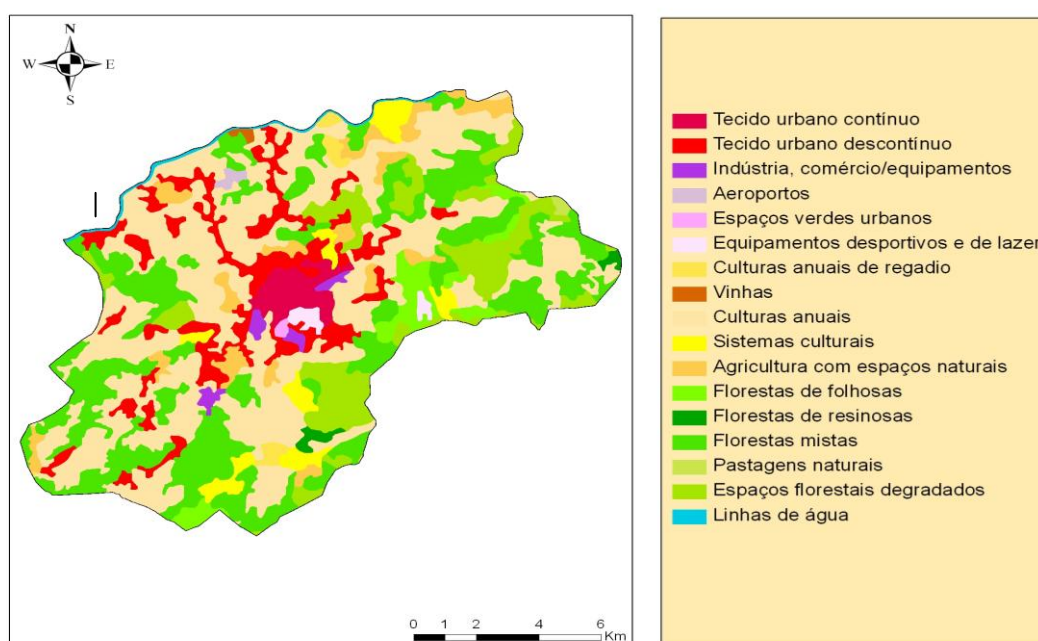 N
W E
S
0 1 2 4 6
Km
Tecido urbano contínuo
Tecido urbano descontínuo
Indústria, comércio/equipamentos
Aeroportos
Espaços verdes urbanos
Equipamentos desportivos e de lazer
Culturas anuais de regadio
Vinhas
Culturas anuais
Sistemas culturais
Agricultura com espaços naturais
Florestas de folhosas
Florestas de resinosas
Florestas mistas
Pastagens naturais
Espaços florestais degradados
Linhas de água